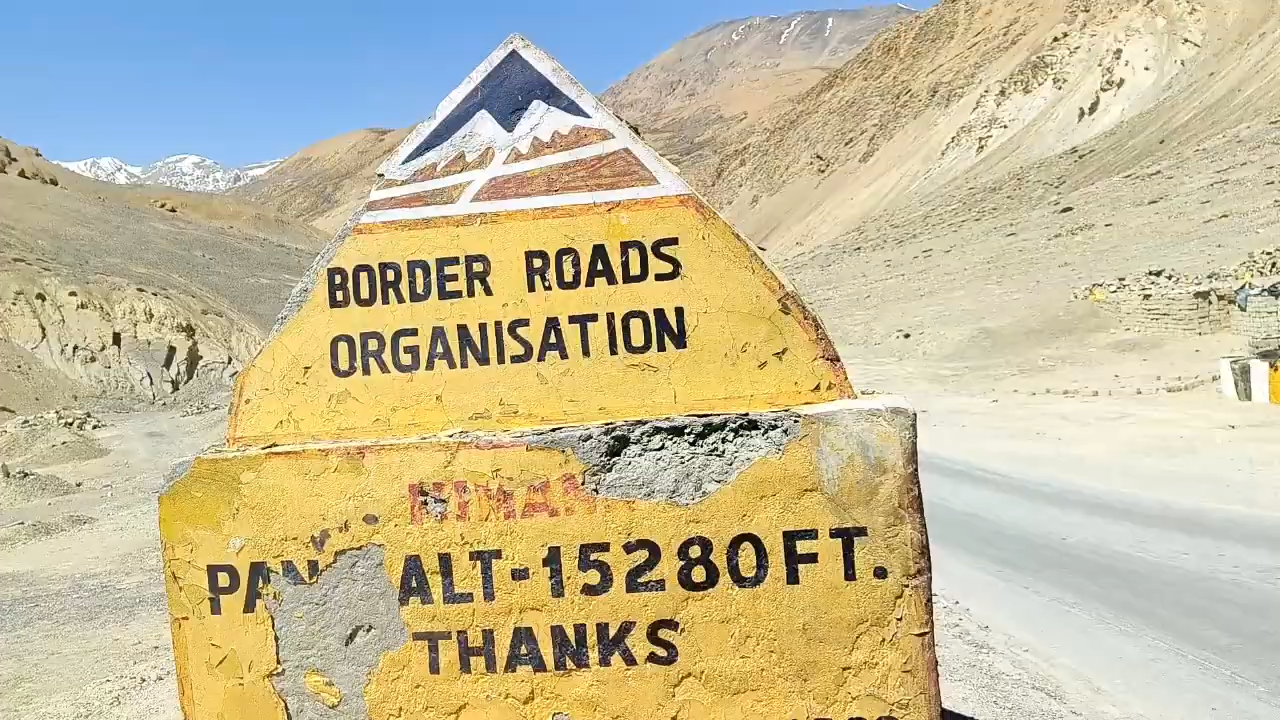 BORDER ROADS
ORGANISATION
ALT-15280FT.
THANKS